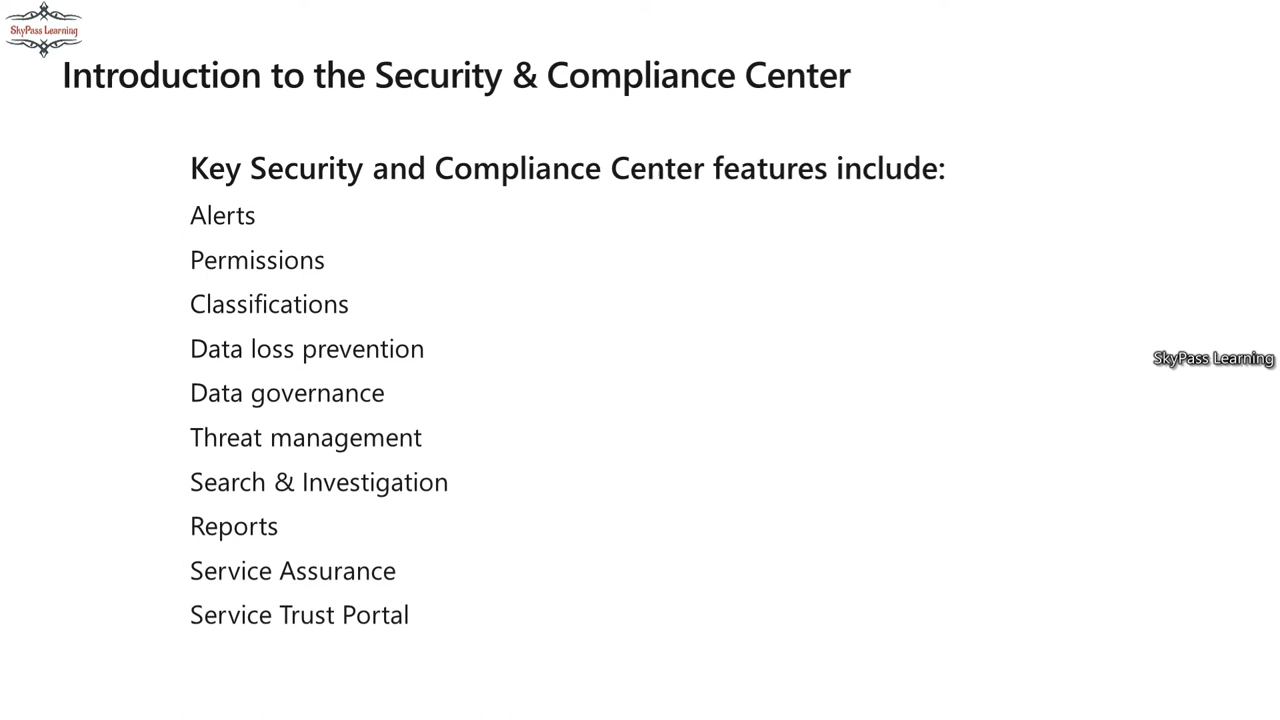 SkyPass Learning
Introduction to the Security & Compliance Center
Key Security and Compliance Center features include:
Alerts
Permissions
Classifications
Data loss prevention
SkyPass Learning
Data governance
Threat management
Search & Investigation
Reports
Service Assurance
Service Trust Portal